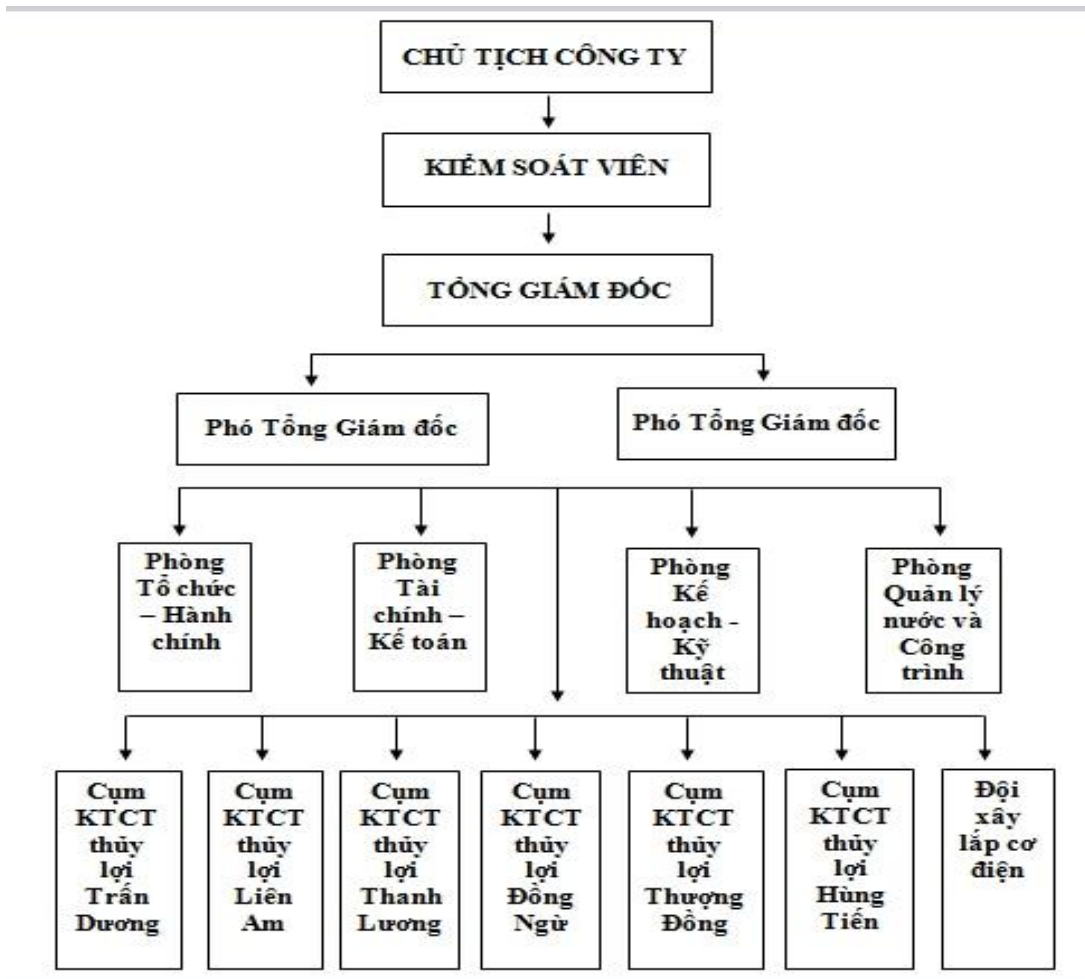 CHỦ TỊCH CÔNG TY
KIỂM SOÁT VIÊN
TỔNG GIÁM ĐỐC
Phó Tổng Giám đốc
Phó Tổng Giám đốc
Phòng
Tổ chức
– Hành
chính
Phòng
Tài
chính –
Kế toán
Phòng
Kế
hoạch -
Kỹ
thuật
Phòng
Quản lý
nước và
Công
trình
Cụm
KTCT
thủy
lợi
Trấn
Dương
Cụm
KTCT
thủy
lợi
Liên
Am
Cụm
KTCT
thủy
lợi
Thanh
Lương
Cụm
KTCT
thủy
lợi
Đồng
Ngừ
Cụm
KTCT
thủy
lợi
Thượng
Đồng
Cụm
KTCT
thủy
lợi
Hùng
Tiến
Đội
xây
lắp cơ
điện